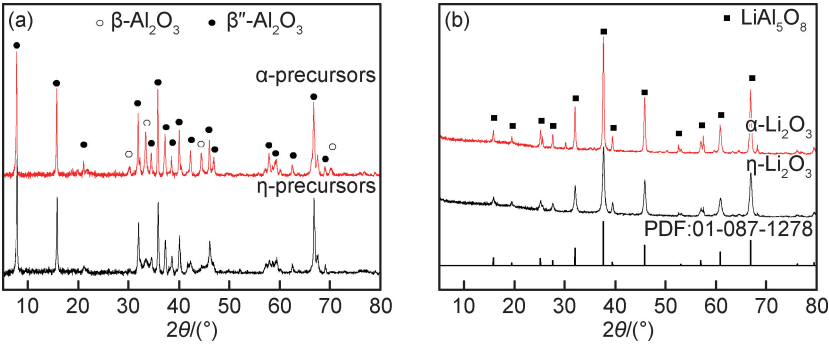 (a)
○ β-Al₂O₃ ● β″-Al₂O₃
α-precursors
η-precursors
10 20 30 40 50 60 70 80
2θ/(°)
(b)
■ LiAl₅O₈
α-Li₂O₃
η-Li₂O₃
PDF:01-087-1278
10 20 30 40 50 60 70 80
2θ/(°)